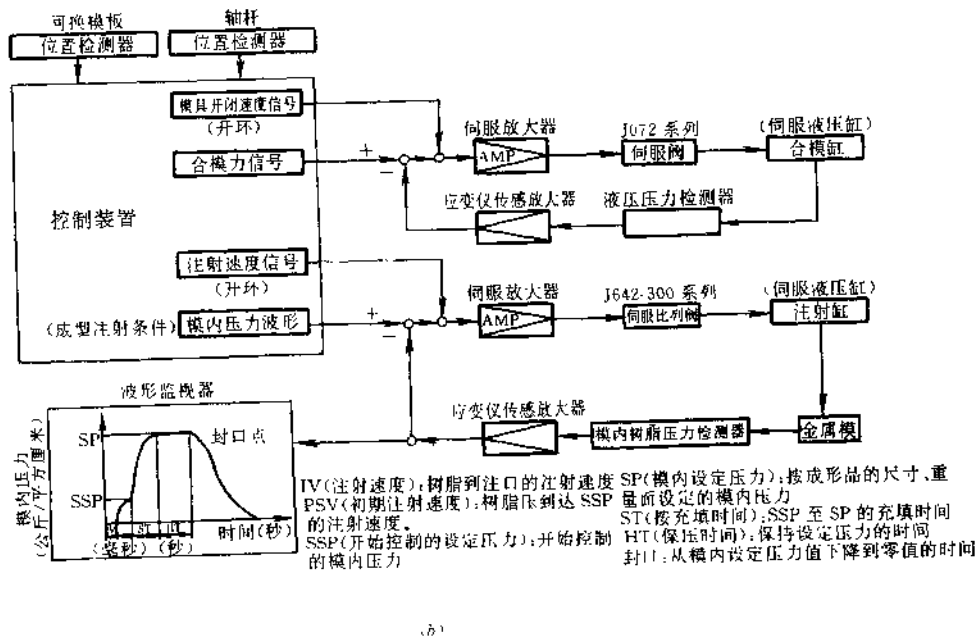 可换模板
轴杆
位置检测器
位置检测器
模具开闭速度信号
(开环)
合模力信号
控制装置
注射速度信号
(开环)
(成型注射条件)
模内压力波形
+
−
伺服放大器
AMP
J072 系列
伺服阀
(伺服液压缸)
合模缸
应变仪传感放大器
液压压力检测器
+
−
伺服放大器
AMP
J642-300 系列
伺服比列阀
(伺服液压缸)
注射缸
应变仪传感放大器
模内树脂压力检测器
金属模
波形监视器
模内压力
(公斤/平方厘米)
SP
SSP
封口点
ST
时间(秒)
(毫秒)
(秒)
IV(注射速度):树脂到注口的注射速度
PSV(初期注射速度):树脂压到达 SSP
的注射速度。
SSP(开始控制的设定压力):开始控制
的模内压力
SP(模内设定压力):按成形品的尺寸、重
量而设定的模内压力
ST(按充填时间):SSP 至 SP 的充填时间
HT(保压时间):保持设定压力的时间
封口:从模内设定压力值下降到零值的时间
b)